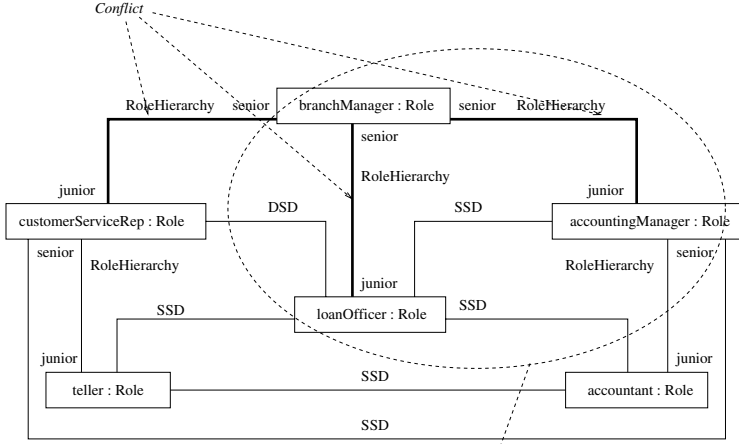 Conflict
RoleHierarchy
senior
branchManager : Role
senior
RoleHierarchy
senior
RoleHierarchy
junior
junior
customerServiceRep : Role
DSD
SSD
accountingManager : Role
senior
RoleHierarchy
junior
RoleHierarchy
senior
SSD
loanOfficer : Role
SSD
junior
junior
teller : Role
SSD
accountant : Role
SSD